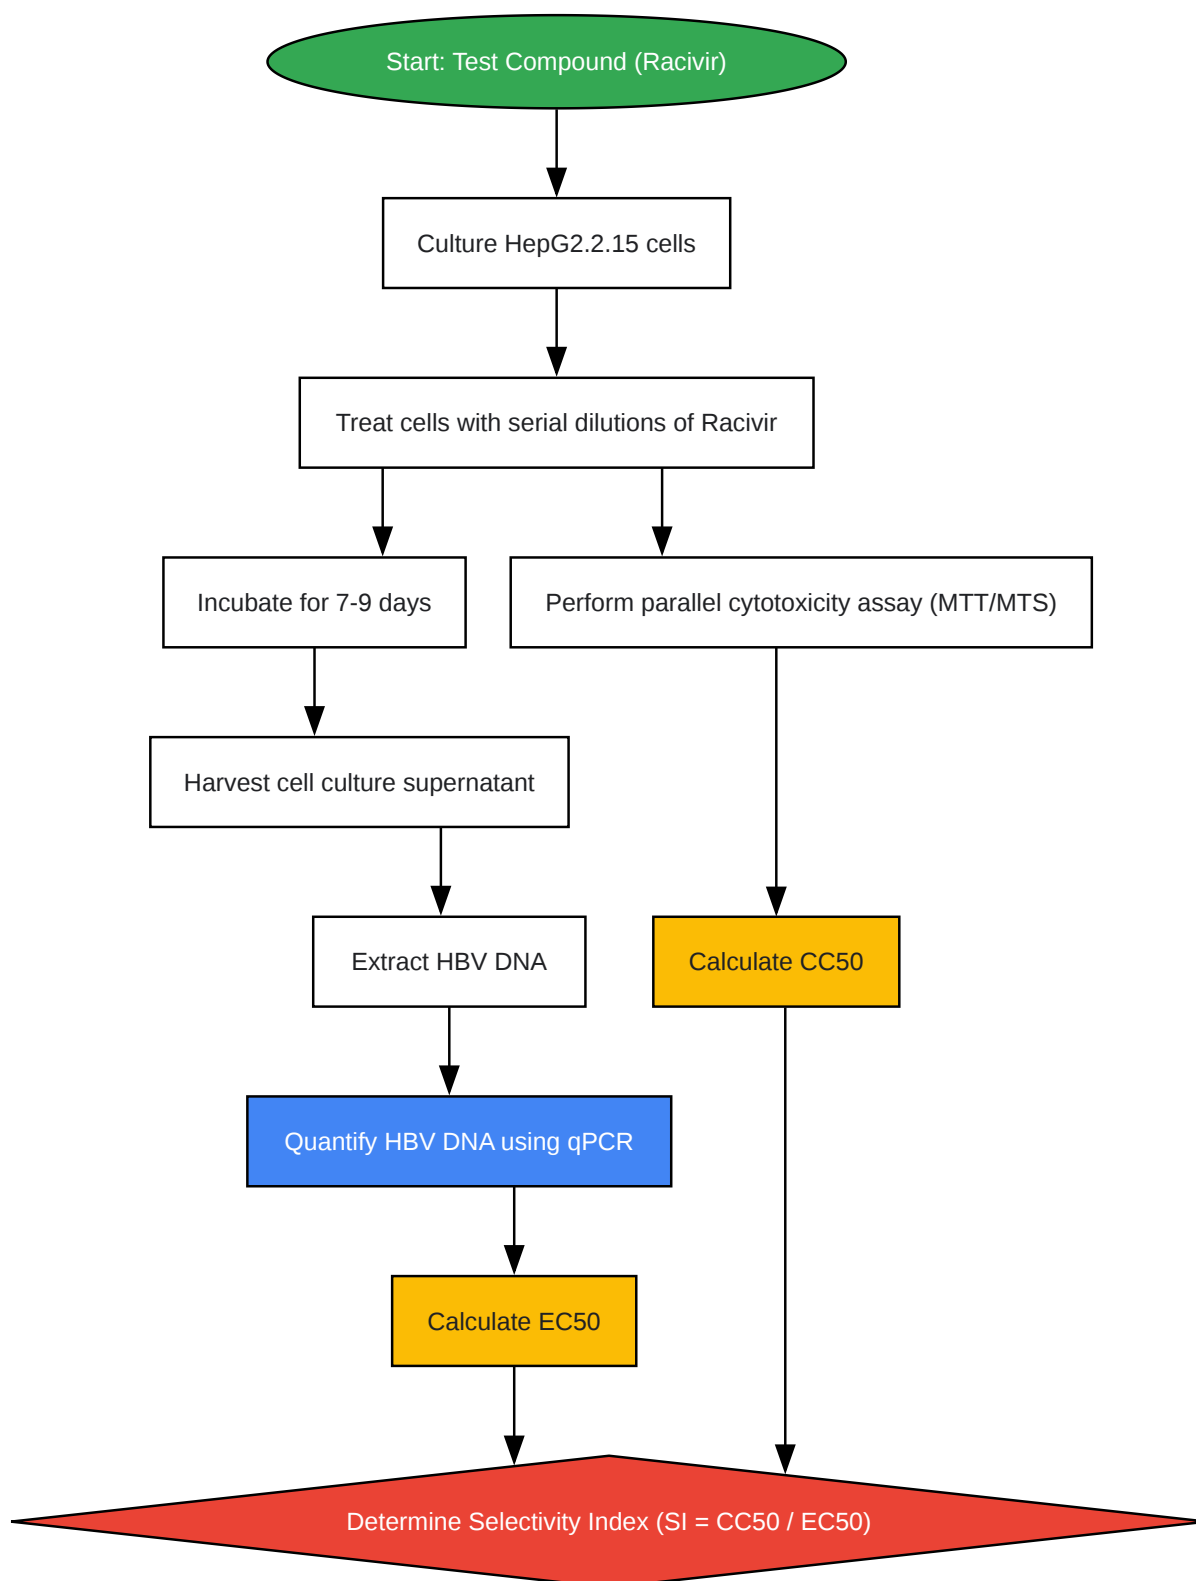 Start: Test Compound (Racivir)
Culture HepG2.2.15 cells
Treat cells with serial dilutions of Racivir
Incubate for 7-9 days
Perform parallel cytotoxicity assay (MTT/MTS)
Harvest cell culture supernatant
Extract HBV DNA
Calculate CC50
Quantify HBV DNA using qPCR
Calculate EC50
Determine Selectivity Index (SI = CC50 / EC50)